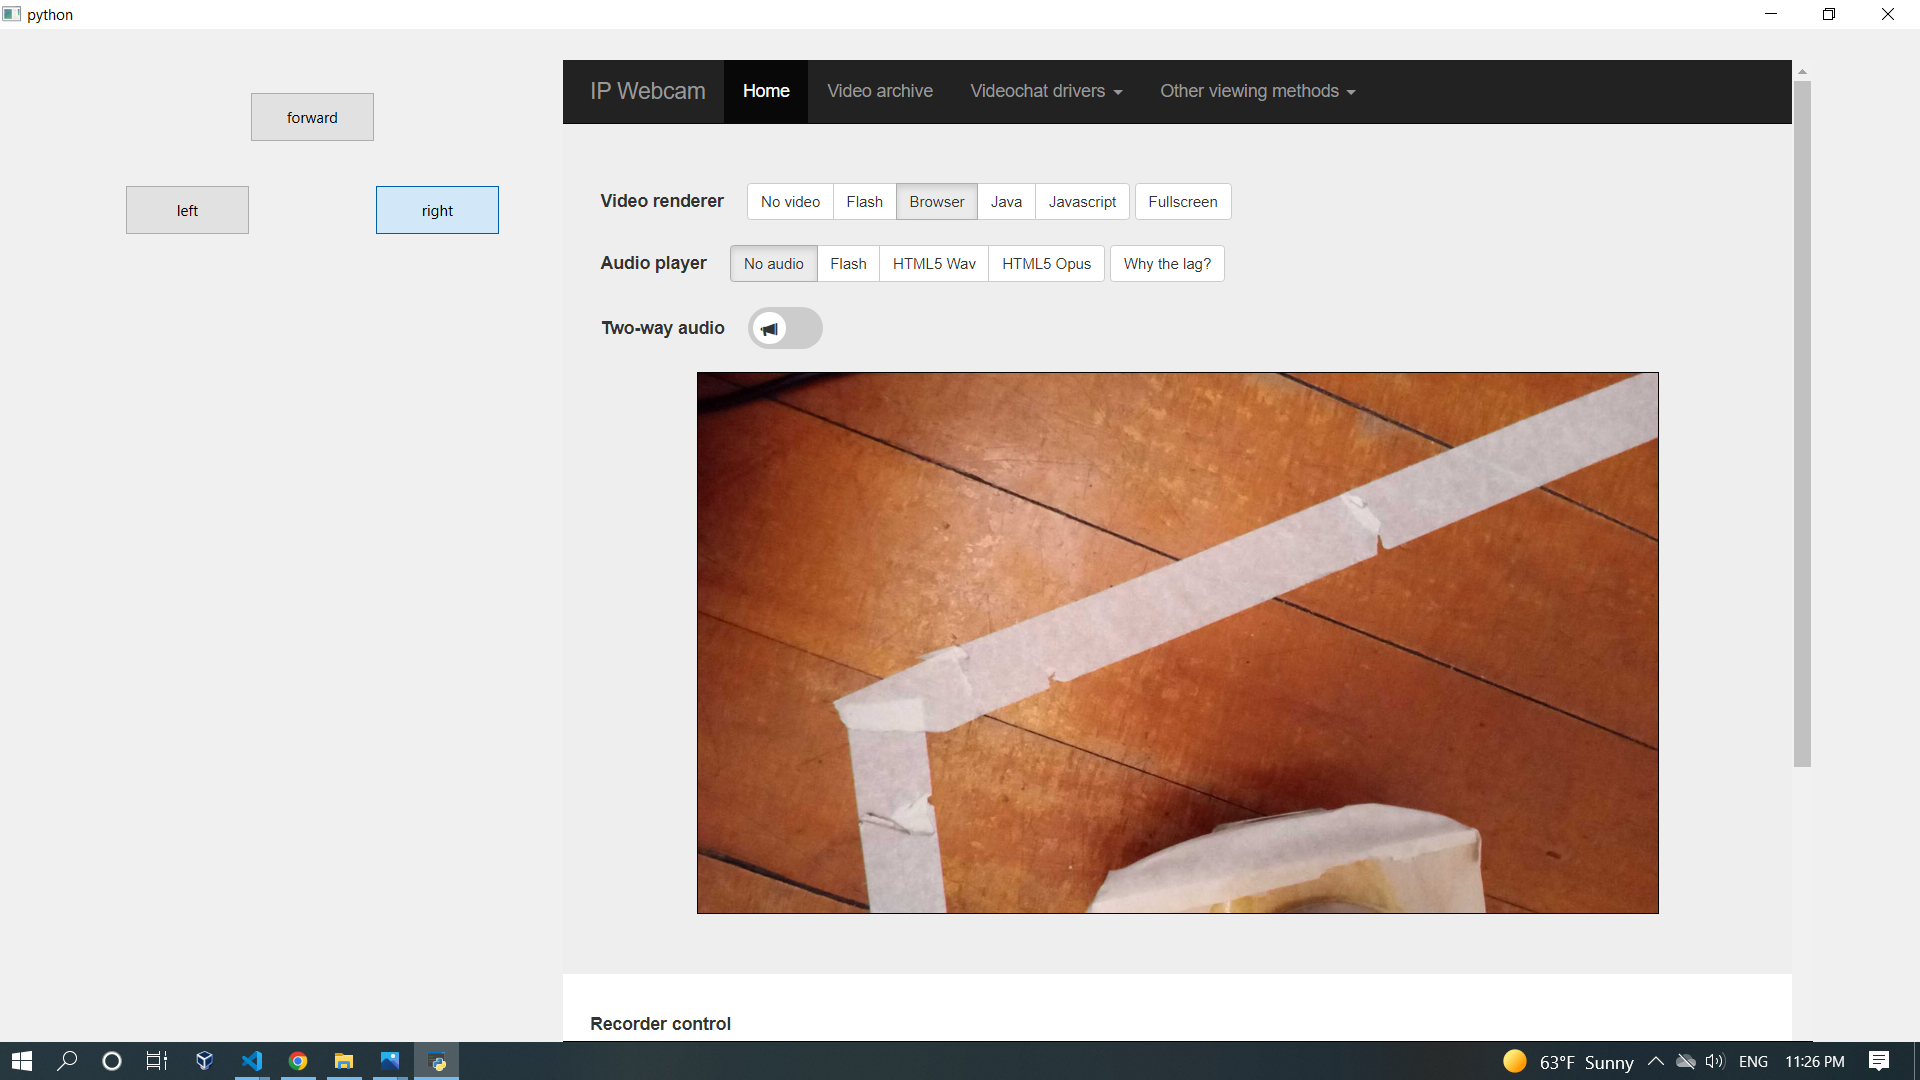 python
forward
left
right
IP Webcam Home Video archive Videochat drivers Other viewing methods
Video renderer No video Flash Browser Java Javascript Fullscreen
Audio player No audio Flash HTML5 Wav HTML5 Opus Why the lag?
Two-way audio
Recorder control
63°F Sunny ENG 11:26 PM